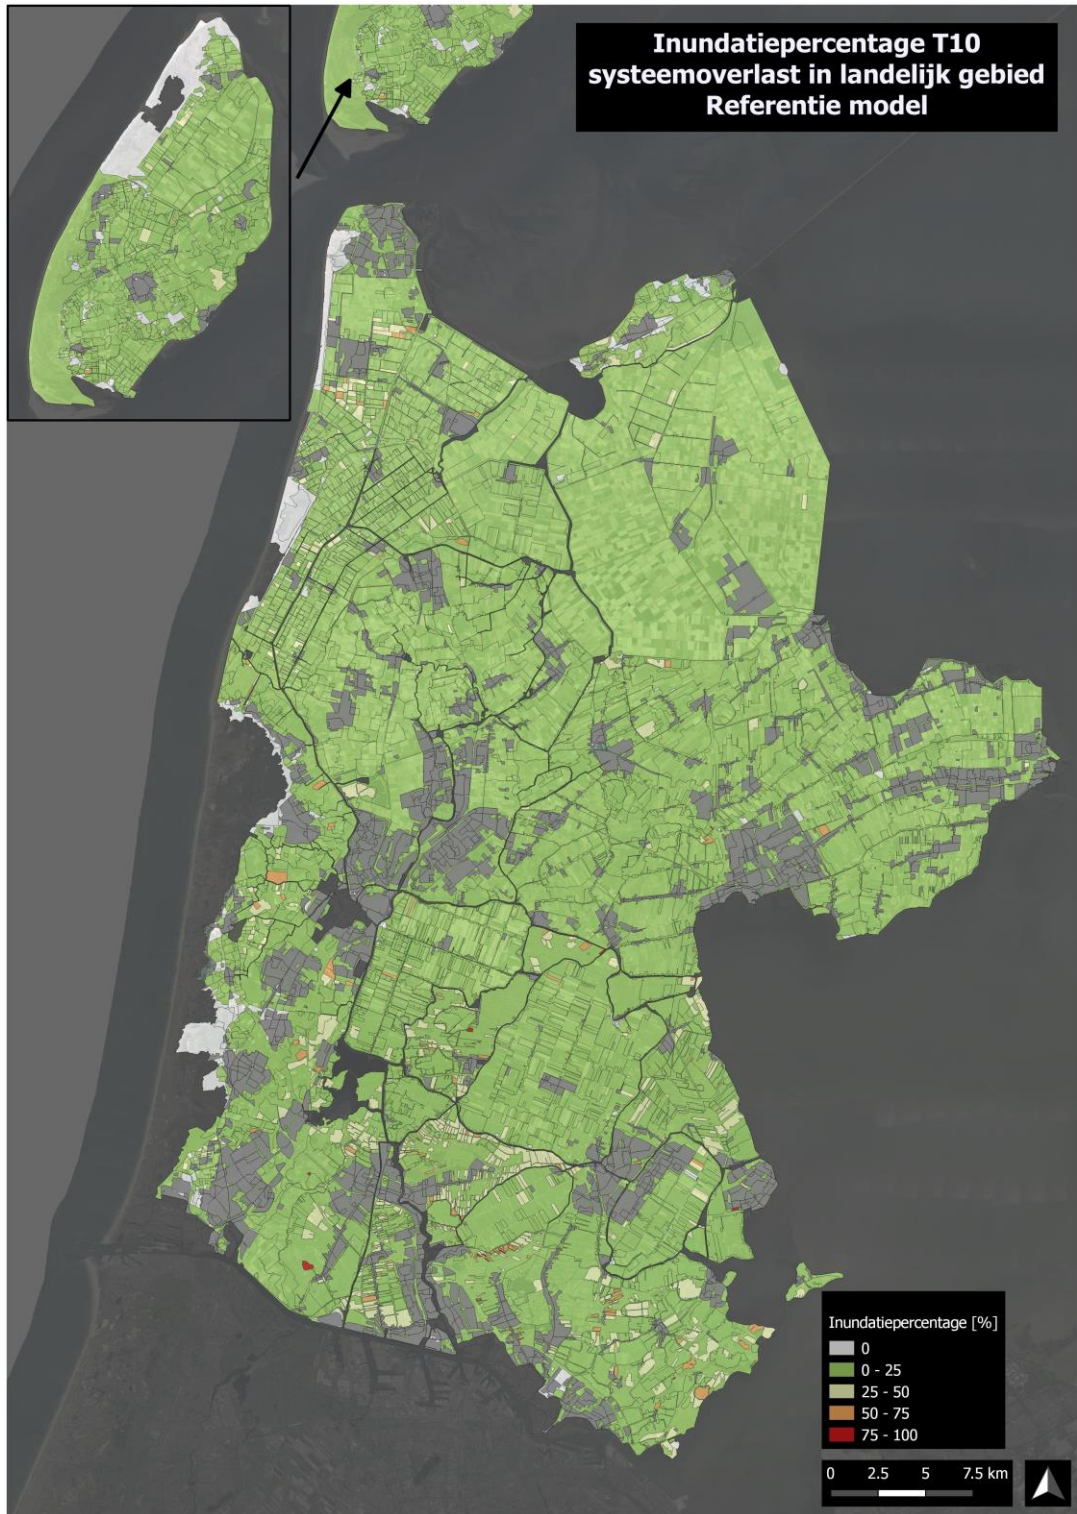 Inundatiepercentage T10
systeemoverlast in landelijk gebied
Referentie model
Inundatiepercentage [%]
0
0 - 25
25 - 50
50 - 75
75 - 100
0 2.5 5 7.5 km